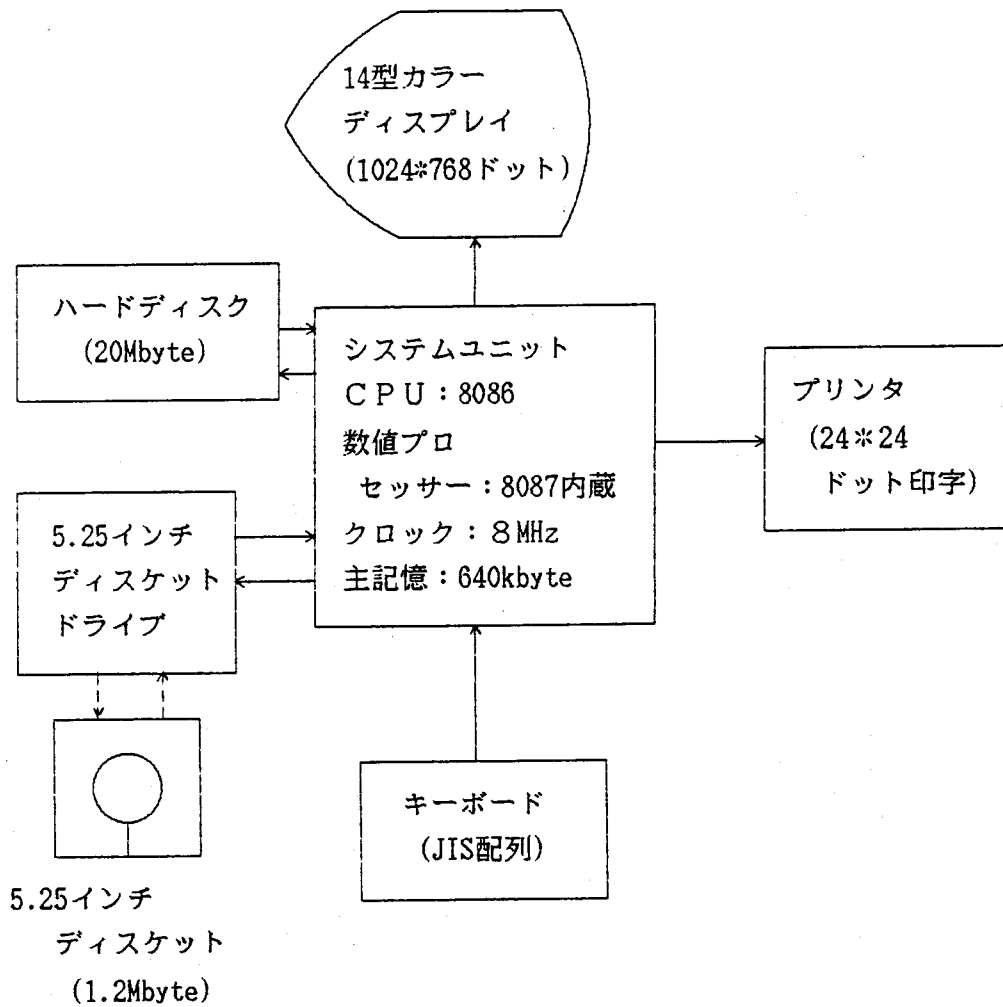 14型カラー
ディスプレイ
(1024*768ドット)
ハードディスク
(20Mbyte)
システムユニット
ＣＰＵ：8086
数値プロ
セッサー：8087内蔵
クロック：８MHz
主記憶：640kbyte
プリンタ
(24*24
ドット印字)
5.25インチ
ディスケット
ドライブ
キーボード
(JIS配列)
5.25インチ
ディスケット
(1.2Mbyte)